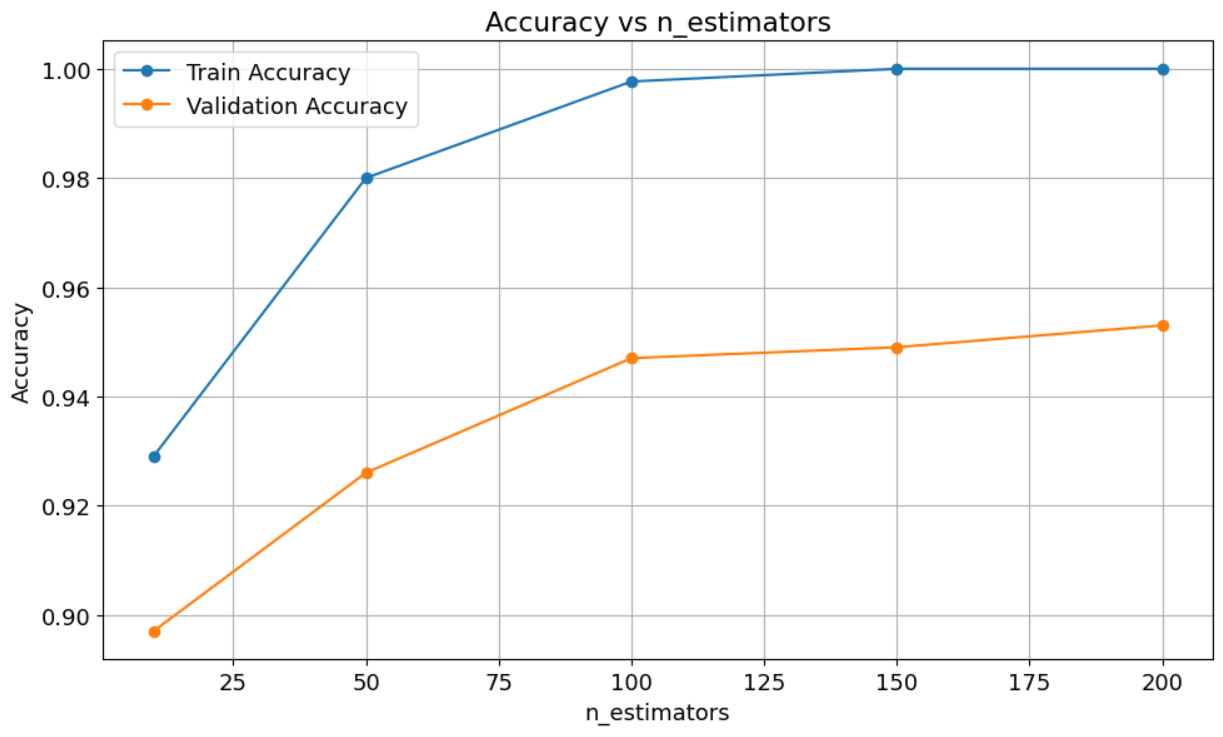 Accuracy vs n_estimators
Train Accuracy
Validation Accuracy
Accuracy
1.00
0.98
0.96
0.94
0.92
0.90
25 50 75 100 125 150 175 200
n_estimators